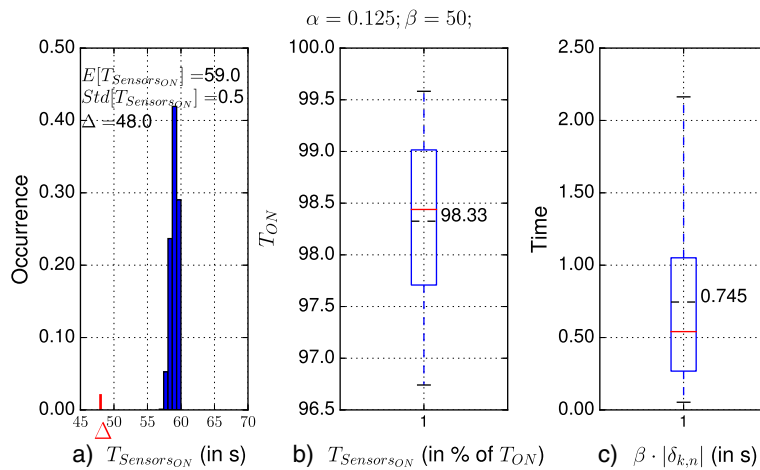 α = 0.125; β = 50;
0.50
0.40
0.30
0.20
0.10
0.00
Occurrence
E[T_{Sensors_{ON}}] =59.0
Std[T_{Sensors_{ON}}] =0.5
Δ =48.0
45 50 55 60 65 70
Δ
a) T_{Sensors_{ON}} (in s)
100.0
99.5
99.0
98.5
98.0
97.5
97.0
96.5
T_{ON}
98.33
1
b) T_{Sensors_{ON}} (in % of T_{ON})
2.50
2.00
1.50
1.00
0.50
0.00
Time
0.745
1
c) β · |δ_{k,n}| (in s)